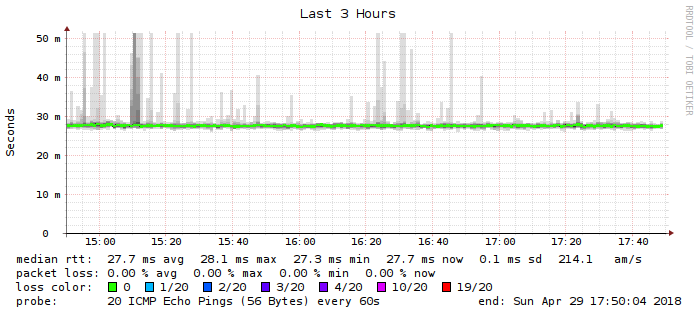 Last 3 Hours
RRDTOOL / TOBI OETIKER
Seconds
50 m
40 m
30 m
20 m
10 m
0
15:00 15:20 15:40 16:00 16:20 16:40 17:00 17:20 17:40
median rtt: 27.7 ms avg 28.1 ms max 27.3 ms min 27.7 ms now 0.1 ms sd 214.1 am/s
packet loss: 0.00 % avg 0.00 % max 0.00 % min 0.00 % now
loss color: 0 1/20 2/20 3/20 4/20 10/20 19/20
probe: 20 ICMP Echo Pings (56 Bytes) every 60s end: Sun Apr 29 17:50:04 2018